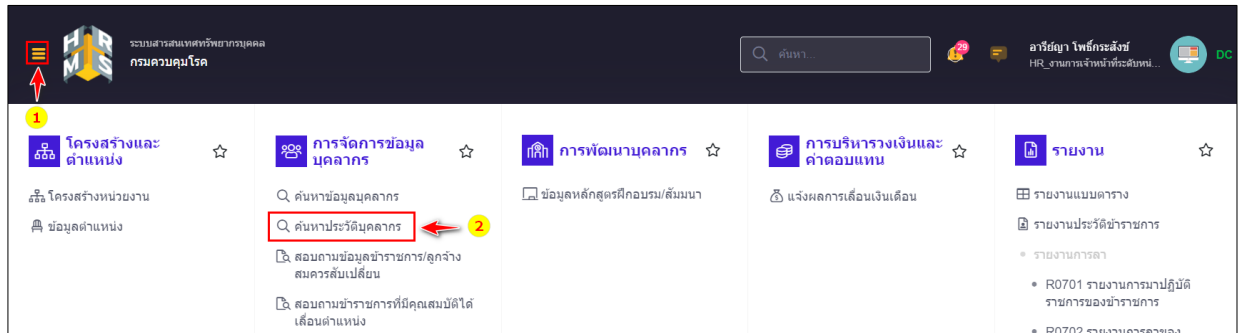 HR
MS
ระบบสารสนเทศทรัพยากรบุคคล
กรมควบคุมโรค
ค้นหา...
29
อารีย์ญา โพธิ์กระสังข์
HR_งานการเจ้าหน้าที่ระดับหน่...
DC
1
โครงสร้างและ
ตำแหน่ง
โครงสร้างหน่วยงาน
ข้อมูลตำแหน่ง
การจัดการข้อมูล
บุคลากร
ค้นหาข้อมูลบุคลากร
ค้นหาประวัติบุคลากร
2
สอบถามข้อมูลข้าราชการ/ลูกจ้าง
สมควรสับเปลี่ยน
สอบถามข้าราชการที่มีคุณสมบัติได้
เลื่อนตำแหน่ง
การพัฒนาบุคลากร
ข้อมูลหลักสูตรฝึกอบรม/สัมมนา
การบริหารวงเงินและ
ค่าตอบแทน
แจ้งผลการเลื่อนเงินเดือน
รายงาน
รายงานแบบตาราง
รายงานประวัติข้าราชการ
รายงานการลา
R0701 รายงานการมาปฏิบัติ
ราชการของข้าราชการ
R0702 รายงานการลาของ